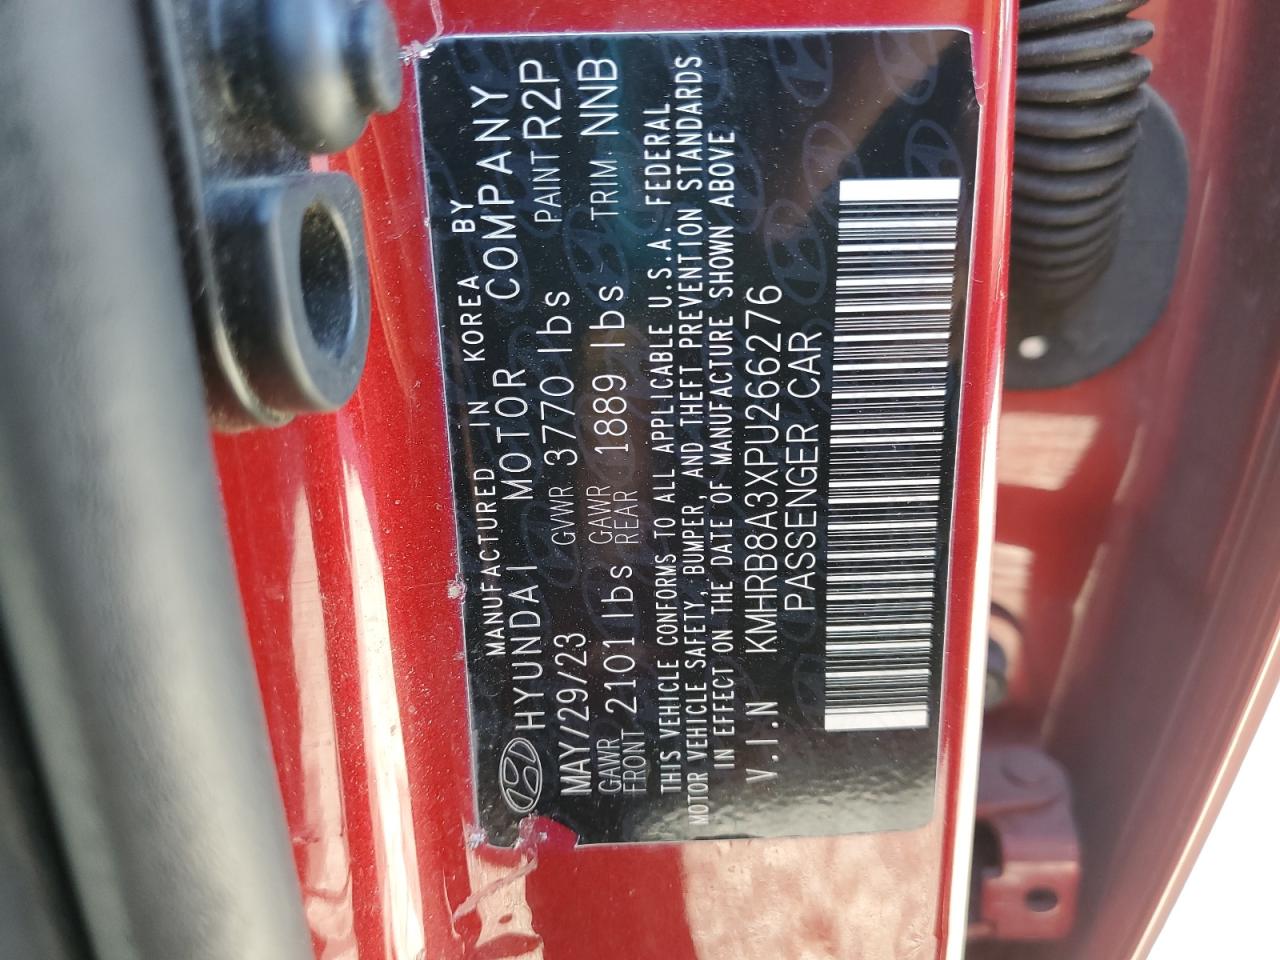 MANUFACTURED IN KOREA BY
HYUNDAI MOTOR COMPANY
MAY/29/23 GVWR 3770 lbs PAINT R2P
GAWR FRONT 2101 lbs GAWR REAR 1889 lbs TRIM NNB
THIS VEHICLE CONFORMS TO ALL APPLICABLE U.S.A. FEDERAL
MOTOR VEHICLE SAFETY, BUMPER, AND THEFT PREVENTION STANDARDS
IN EFFECT ON THE DATE OF MANUFACTURE SHOWN ABOVE
V.I.N KMHRB8A3XPU266276
PASSENGER CAR